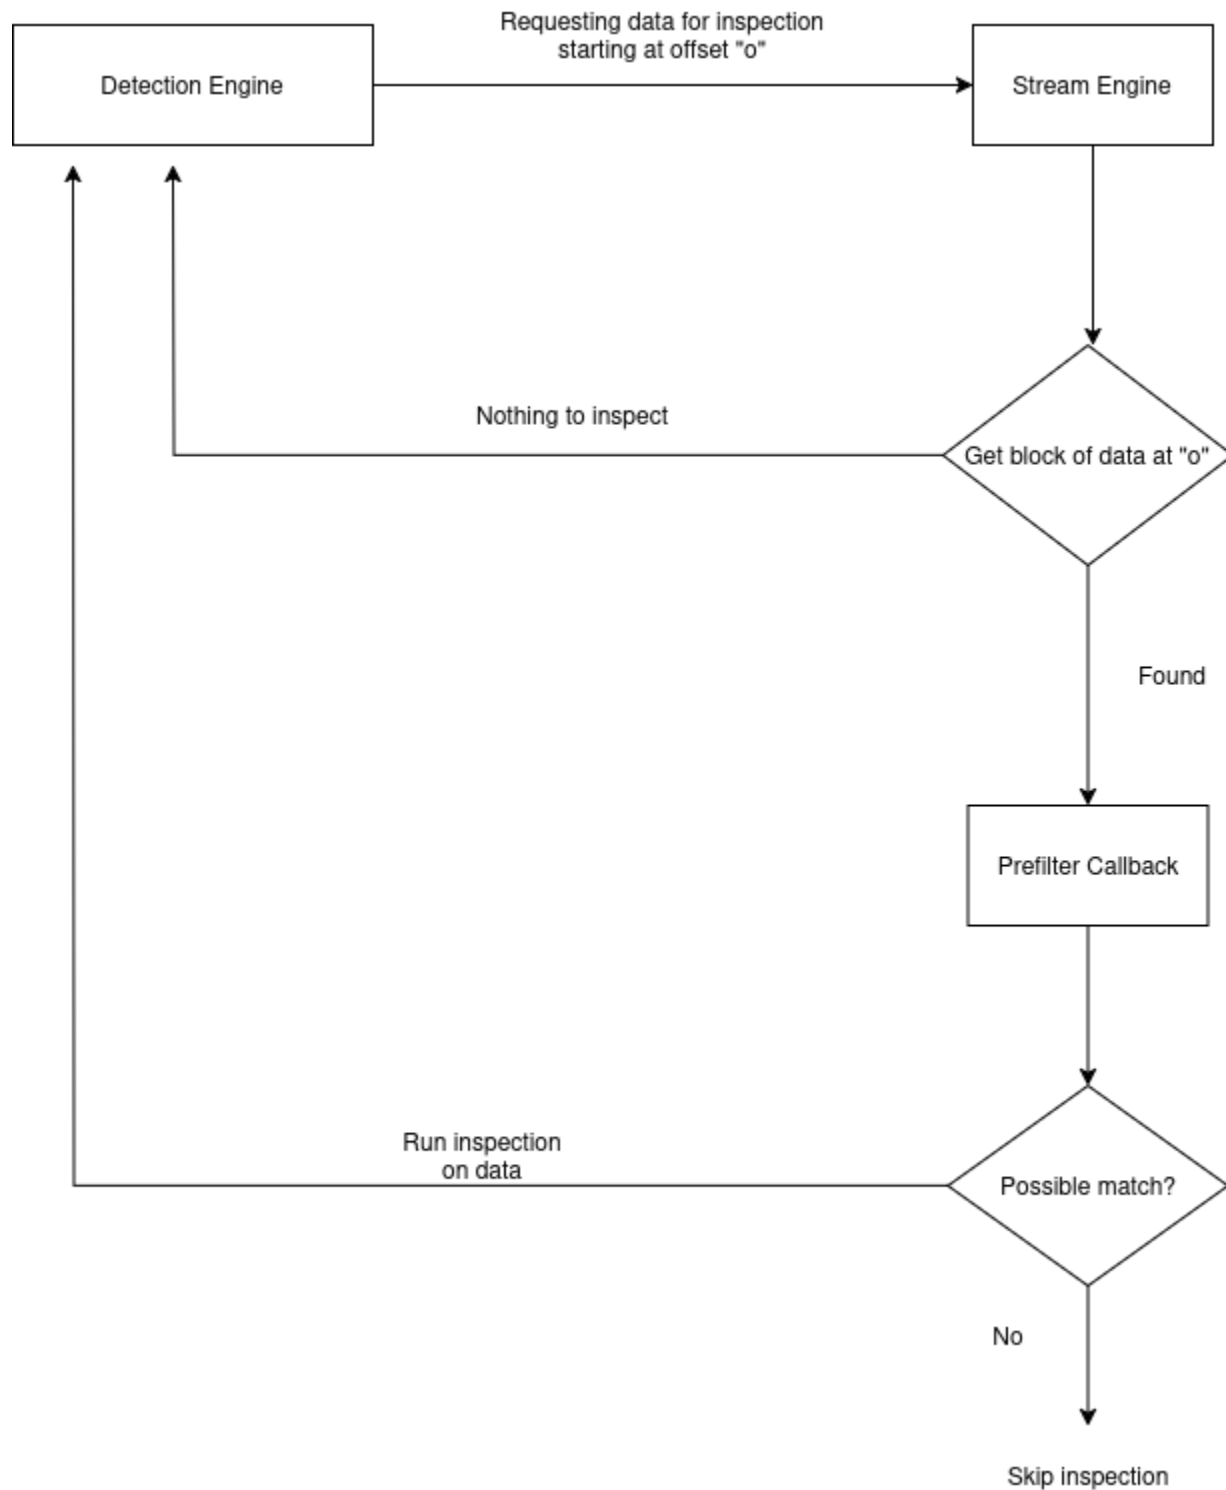 Requesting data for inspection
starting at offset "o"
Detection Engine
Stream Engine
Nothing to inspect
Get block of data at "o"
Found
Prefilter Callback
Run inspection
on data
Possible match?
No
Skip inspection